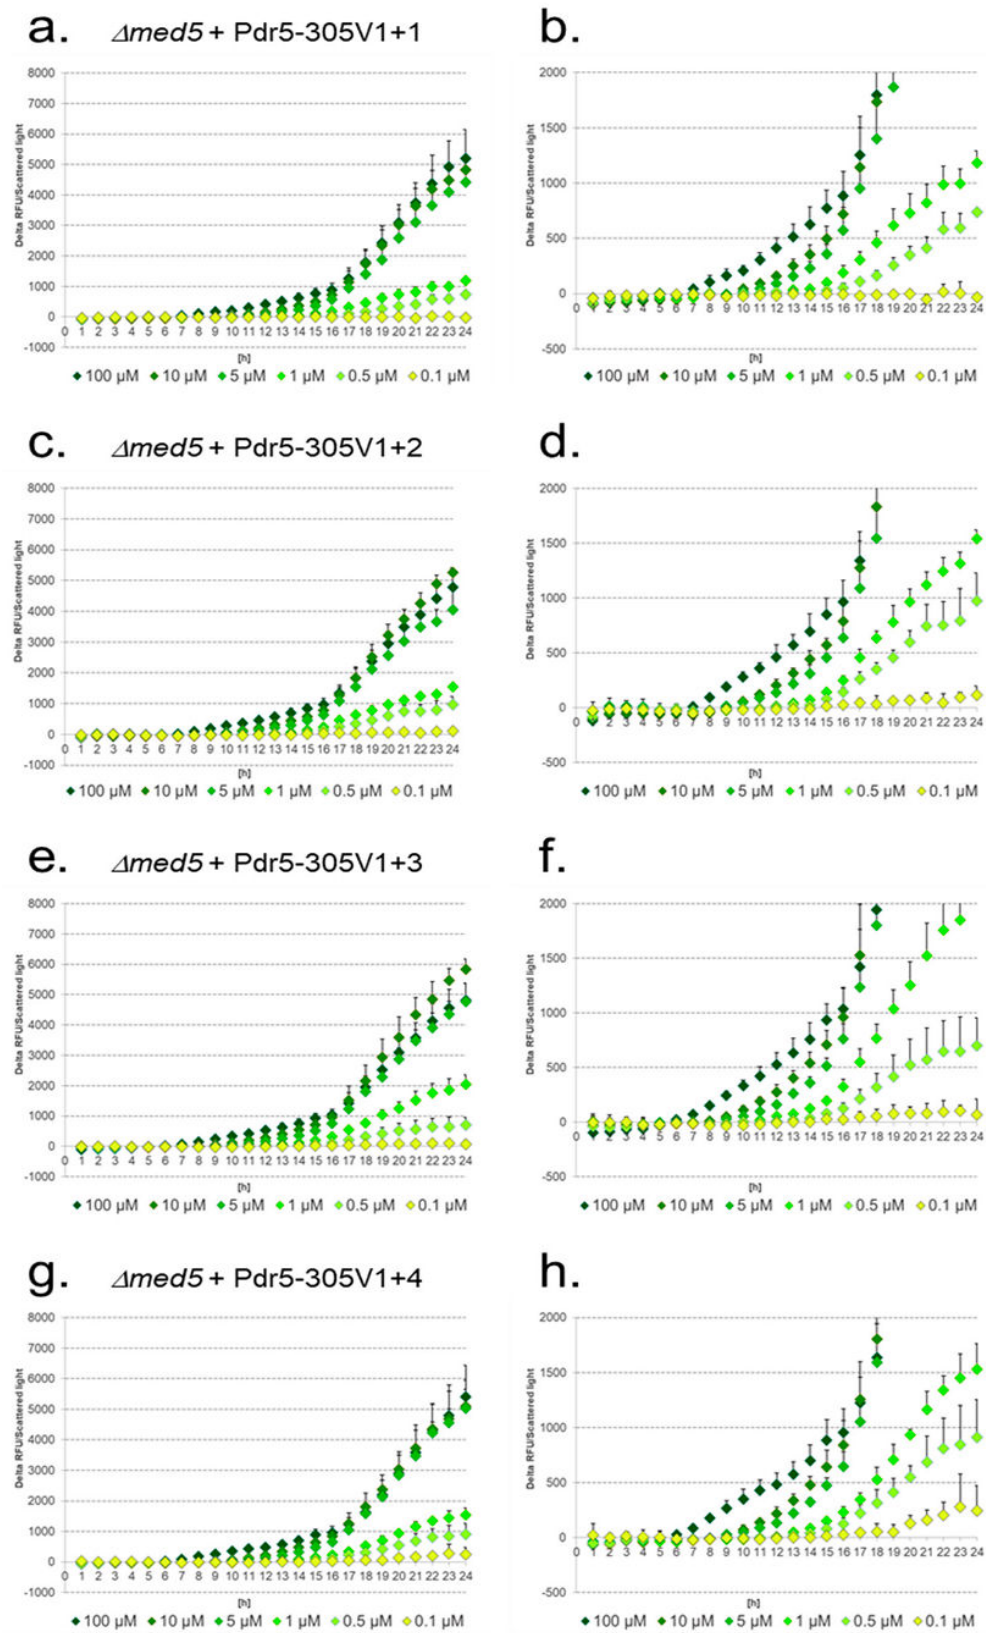 a. Δmed5 + Pdr5-305V1+1
b.
8000
7000
6000
5000
4000
3000
2000
1000
0
-1000
Delta RFU/Scattered light
0 1 2 3 4 5 6 7 8 9 10 11 12 13 14 15 16 17 18 19 20 21 22 23 24
[h]
100 µM 10 µM 5 µM 1 µM 0.5 µM 0.1 µM
2000
1500
1000
500
0
-500
Delta RFU/Scattered light
0 1 2 3 4 5 6 7 8 9 10 11 12 13 14 15 16 17 18 19 20 21 22 23 24
[h]
100 µM 10 µM 5 µM 1 µM 0.5 µM 0.1 µM
c. Δmed5 + Pdr5-305V1+2
d.
8000
7000
6000
5000
4000
3000
2000
1000
0
-1000
Delta RFU/Scattered light
0 1 2 3 4 5 6 7 8 9 10 11 12 13 14 15 16 17 18 19 20 21 22 23 24
[h]
100 µM 10 µM 5 µM 1 µM 0.5 µM 0.1 µM
2000
1500
1000
500
0
-500
Delta RFU/Scattered light
0 1 2 3 4 5 6 7 8 9 10 11 12 13 14 15 16 17 18 19 20 21 22 23 24
[h]
100 µM 10 µM 5 µM 1 µM 0.5 µM 0.1 µM
e. Δmed5 + Pdr5-305V1+3
f.
8000
7000
6000
5000
4000
3000
2000
1000
0
-1000
Delta RFU/Scattered light
0 1 2 3 4 5 6 7 8 9 10 11 12 13 14 15 16 17 18 19 20 21 22 23 24
[h]
100 µM 10 µM 5 µM 1 µM 0.5 µM 0.1 µM
2000
1500
1000
500
0
-500
Delta RFU/Scattered light
0 1 2 3 4 5 6 7 8 9 10 11 12 13 14 15 16 17 18 19 20 21 22 23 24
[h]
100 µM 10 µM 5 µM 1 µM 0.5 µM 0.1 µM
g. Δmed5 + Pdr5-305V1+4
h.
8000
7000
6000
5000
4000
3000
2000
1000
0
-1000
Delta RFU/Scattered light
0 1 2 3 4 5 6 7 8 9 10 11 12 13 14 15 16 17 18 19 20 21 22 23 24
[h]
100 µM 10 µM 5 µM 1 µM 0.5 µM 0.1 µM
2000
1500
1000
500
0
-500
Delta RFU/Scattered light
0 1 2 3 4 5 6 7 8 9 10 11 12 13 14 15 16 17 18 19 20 21 22 23 24
[h]
100 µM 10 µM 5 µM 1 µM 0.5 µM 0.1 µM